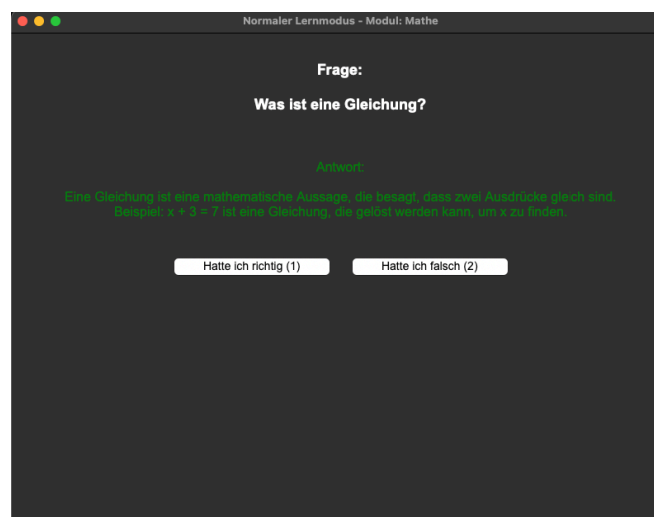 Normaler Lernmodus - Modul: Mathe
Frage:
Was ist eine Gleichung?
Antwort:
Eine Gleichung ist eine mathematische Aussage, die besagt, dass zwei Ausdrücke gleich sind.
Beispiel: x + 3 = 7 ist eine Gleichung, die gelöst werden kann, um x zu finden.
Hatte ich richtig (1)
Hatte ich falsch (2)